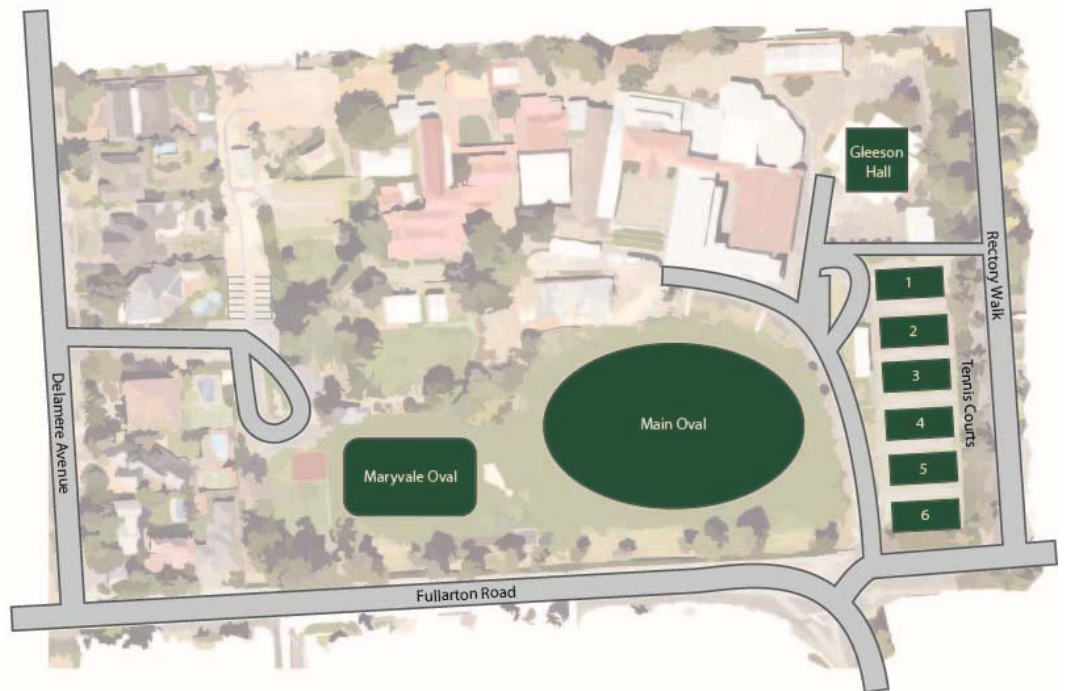 Gleeson
Hall
Rectory Walk
1
2
3
Tennis Courts
4
5
6
Main Oval
Maryvale Oval
Delamere Avenue
Fullarton Road